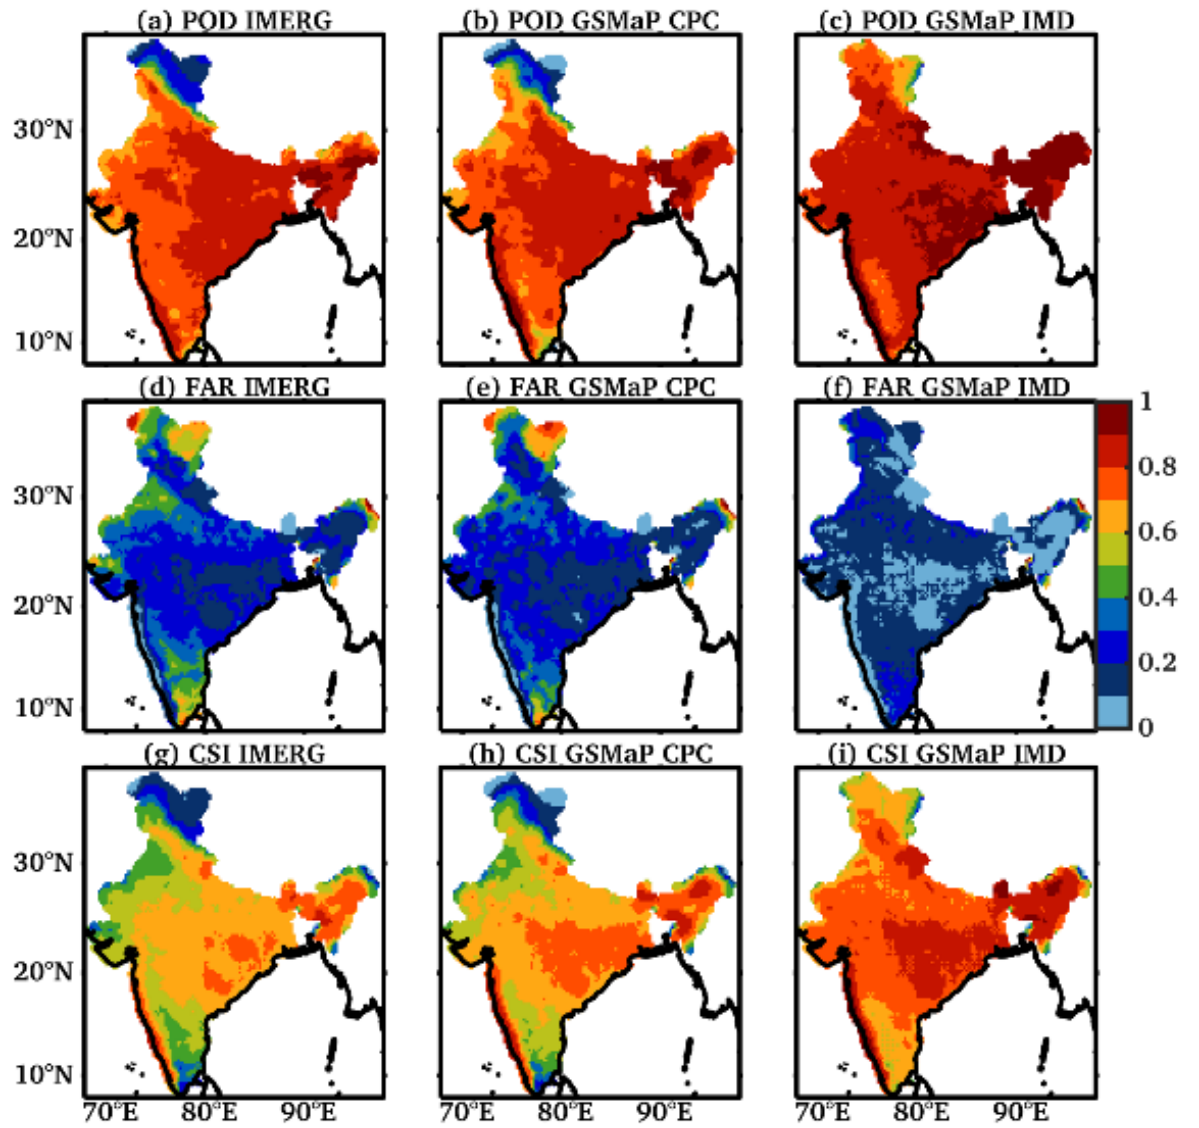 (a) POD IMERG (b) POD GSMaP CPC (c) POD GSMaP IMD
30°N
20°N
10°N
(d) FAR IMERG (e) FAR GSMaP CPC (f) FAR GSMaP IMD
1
0.8
0.6
0.4
0.2
0
30°N
20°N
10°N
(g) CSI IMERG (h) CSI GSMaP CPC (i) CSI GSMaP IMD
30°N
20°N
10°N
70°E 80°E 90°E 70°E 80°E 90°E 70°E 80°E 90°E